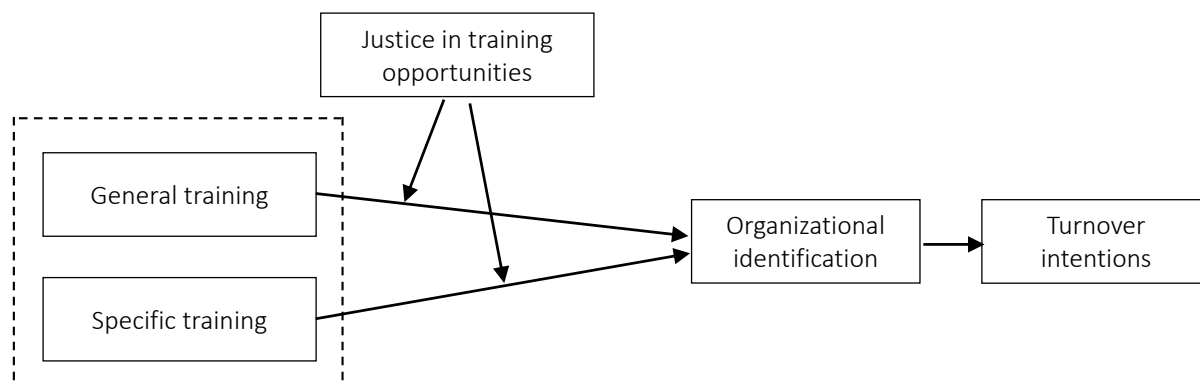 Justice in training
opportunities
General training
Organizational
identification
Turnover
intentions
Specific training